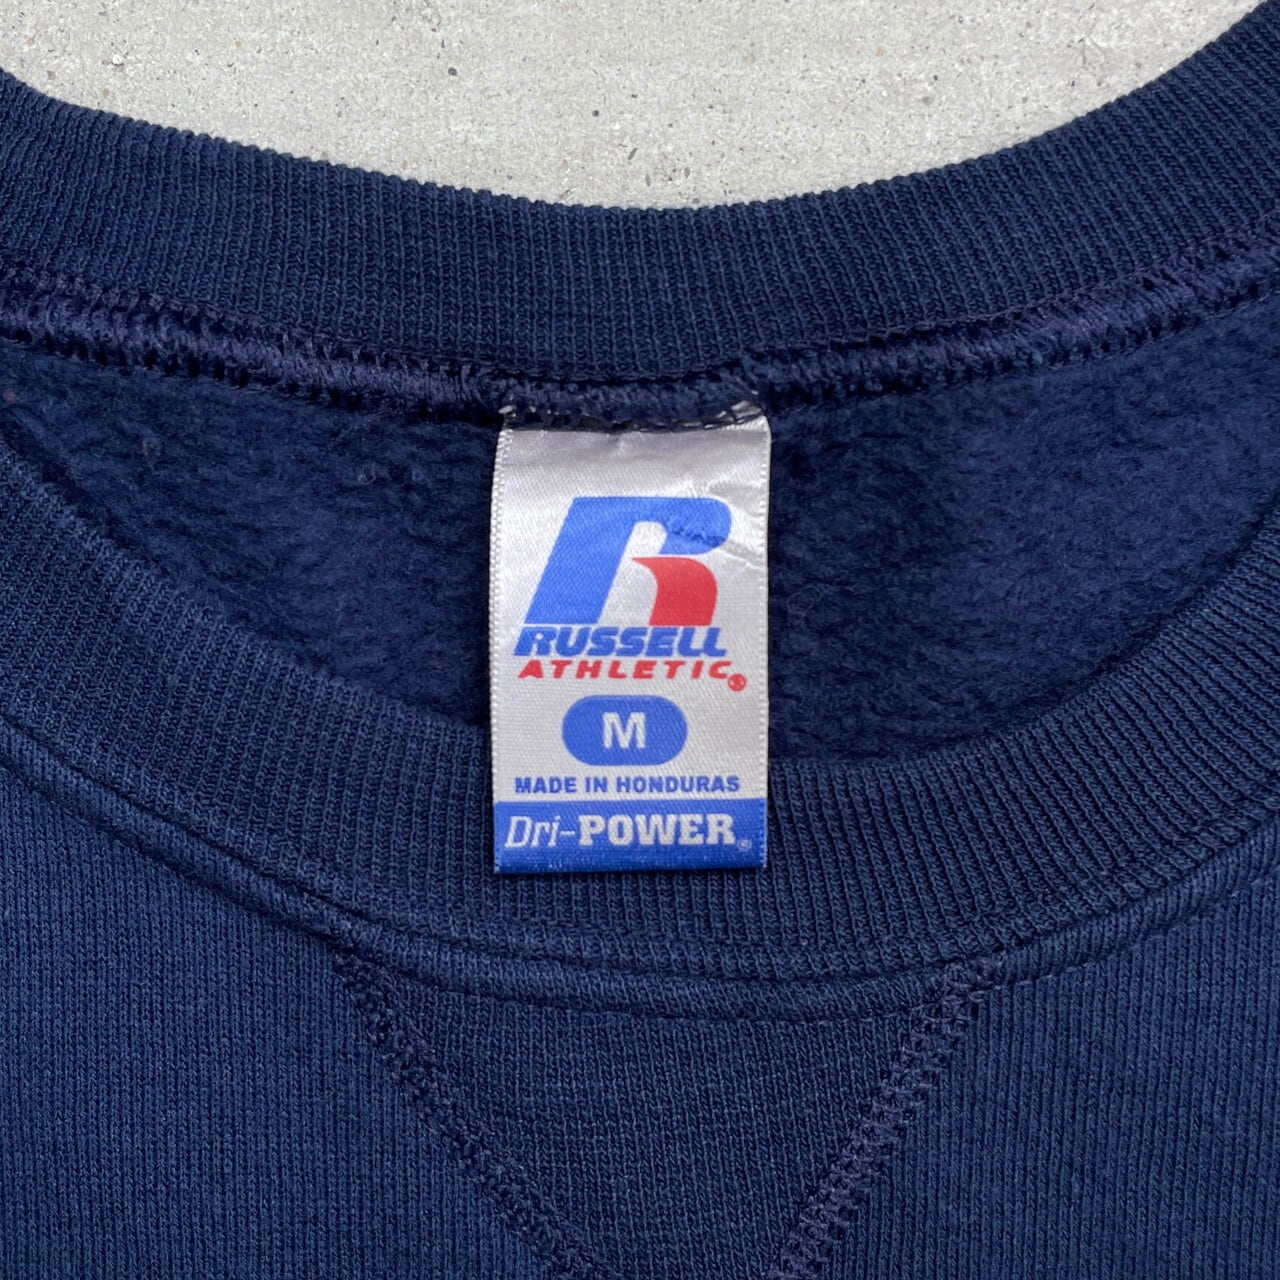 R
RUSSELL
ATHLETIC®
M
MADE IN HONDURAS
Dri-POWER®